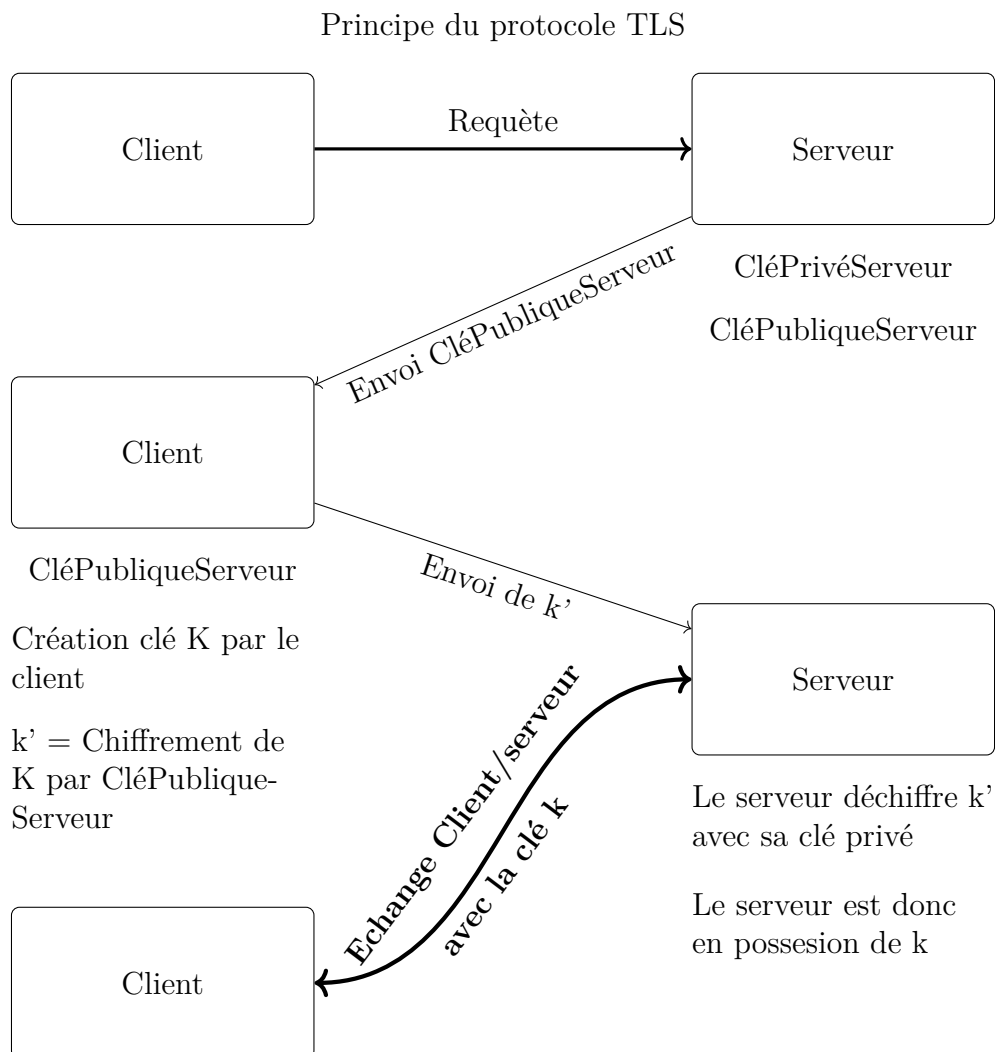 Principe du protocole TLS
Client
Requète
Serveur
CléPrivéServeur
CléPubliqueServeur
Envoi CléPubliqueServeur
Client
CléPubliqueServeur
Création clé K par le
client
k' = Chiffrement de
K par CléPublique-
Serveur
Envoi de k'
Serveur
Le serveur déchiffre k'
avec sa clé privé
Le serveur est donc
en possesion de k
Echange Client/serveur
avec la clé k
Client